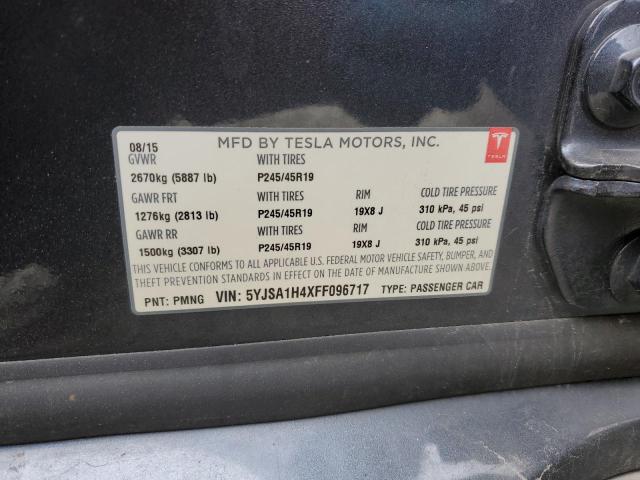 08/15 MFD BY TESLA MOTORS, INC.
GVWR WITH TIRES
2670kg (5887 lb) P245/45R19
TESLA
GAWR FRT WITH TIRES RIM COLD TIRE PRESSURE
1276kg (2813 lb) P245/45R19 19X8 J 310 kPa, 45 psi
GAWR RR WITH TIRES RIM COLD TIRE PRESSURE
1500kg (3307 lb) P245/45R19 19X8 J 310 kPa, 45 psi
THIS VEHICLE CONFORMS TO ALL APPLICABLE U.S. FEDERAL MOTOR VEHICLE SAFETY, BUMPER, AND
THEFT PREVENTION STANDARDS IN EFFECT ON THE DATE OF MANUFACTURE SHOWN ABOVE.
PNT: PMNG VIN: 5YJSA1H4XFF096717 TYPE: PASSENGER CAR